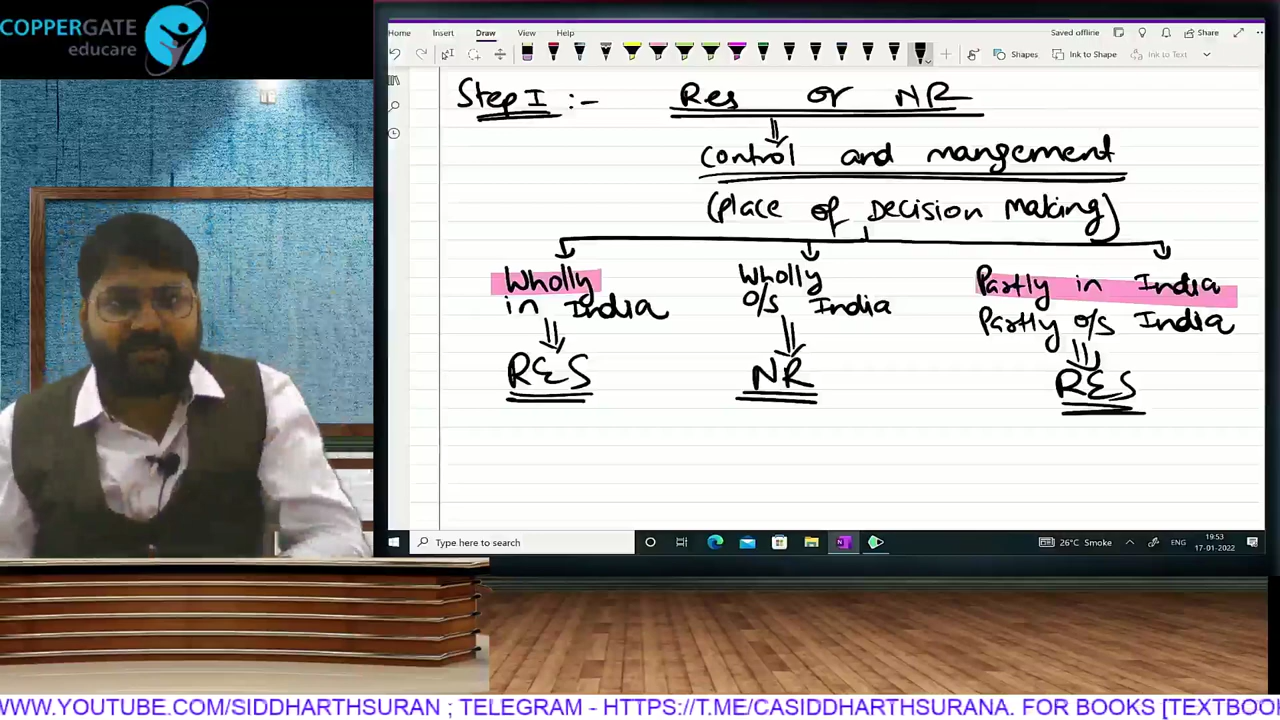 COPPERGATE
educare
Home Insert Draw View Help
Saved offline
Share
Shapes
Ink to Shape
Ink to Text
Step I :- Res or NR
control and mangement
(Place of Decision Making)
Wholly
in India
RES
Wholly
o/s India
NR
Partly in India
Partly o/s India
RES
Type here to search
26°C Smoke
ENG
19:53
17-01-2022
WWW.YOUTUBE.COM/SIDDHARTHSURAN ; TELEGRAM - HTTPS://T.ME/CASIDDHARTHSURANA. FOR BOOKS [TEXTBOO